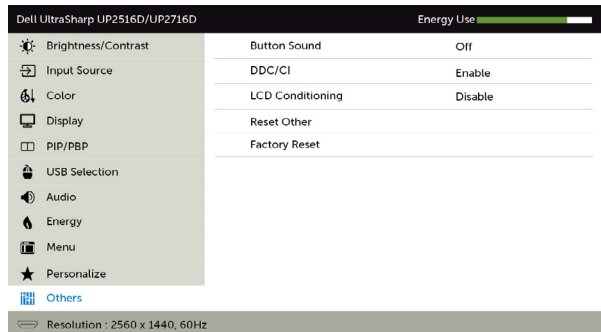 Dell UltraSharp UP2516D/UP2716D Energy Use
Brightness/Contrast Button Sound Off
Input Source DDC/CI Enable
Color LCD Conditioning Disable
Display Reset Other
PIP/PBP Factory Reset
USB Selection
Audio
Energy
Menu
Personalize
Others
Resolution : 2560 x 1440, 60Hz